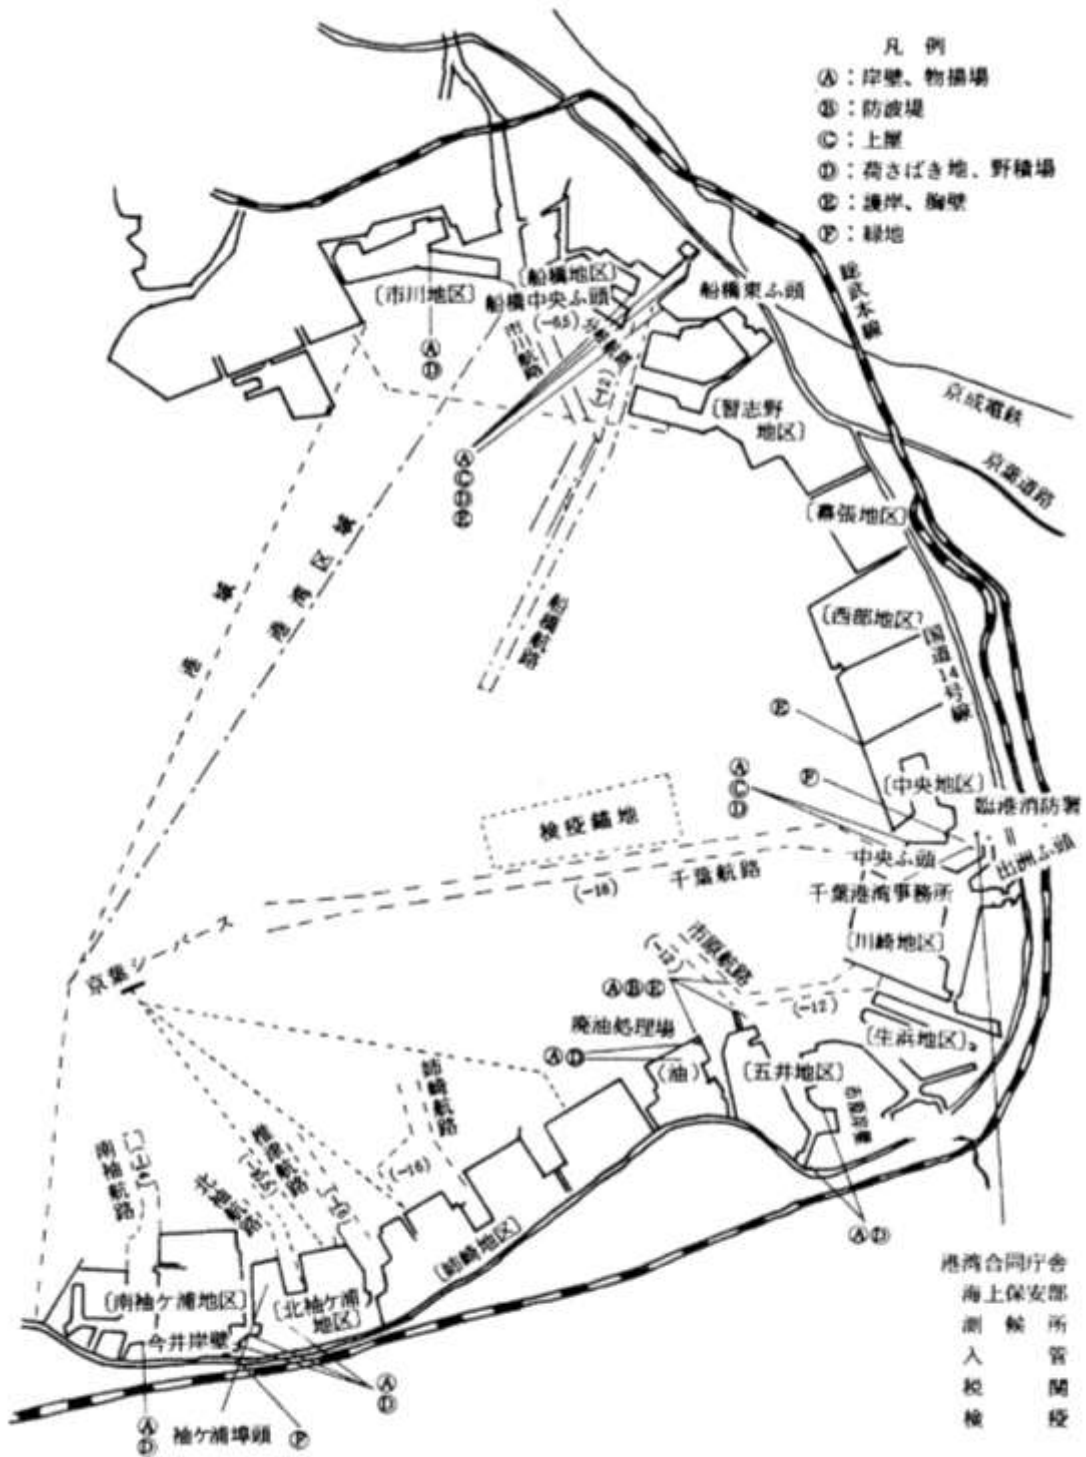 凡例
Ⓐ：岸壁、物揚場
Ⓑ：防波堤
Ⓒ：上屋
Ⓓ：荷さばき地、野積場
Ⓔ：護岸、胸壁
Ⓕ：緑地
総武本線
〔船橋地区〕
〔市川地区〕
船橋中央ふ頭
船橋東ふ頭
(-6.5)
市川航路
(-12)
Ⓐ
Ⓓ
京成電鉄
〔習志野
地区〕
京葉道路
Ⓐ
Ⓒ
Ⓓ
Ⓔ
〔幕張地区〕
港域
港湾区域
船橋航路
〔西部地区〕
国道14号線
Ⓔ
Ⓐ
Ⓒ
Ⓓ
Ⓕ
〔中央地区〕
臨港消防署
検疫錨地
中央ふ頭
出洲ふ頭
千葉航路
(-18)
千葉港湾事務所
〔川崎地区〕
京葉シーバース
市原航路
(-12)
ⒶⒷⒺ
(-12)
廃油処理場
〔生浜地区〕
ⒶⒹ
(油)
〔五井地区〕
姉崎航路
(-16)
南袖航路
椎津航路
北袖航路
ⒶⒹ
〔姉崎地区〕
〔南袖ケ浦地区〕
〔北袖ケ浦
地区〕
今井岸壁
Ⓐ
Ⓓ
Ⓐ
Ⓓ
袖ケ浦埠頭
Ⓕ
港湾合同庁舎
海上保安部
測候所
入管
税関
検疫